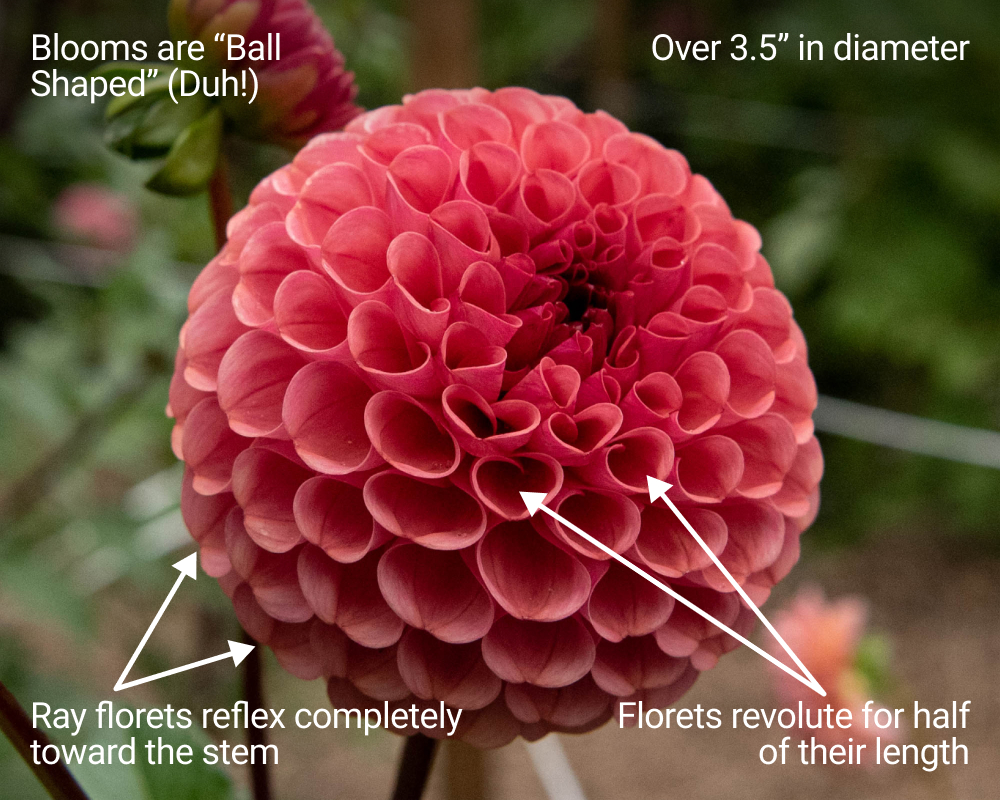 Blooms are “Ball
Shaped” (Duh!)
Over 3.5” in diameter
Ray florets reflex completely
toward the stem
Florets revolute for half
of their length